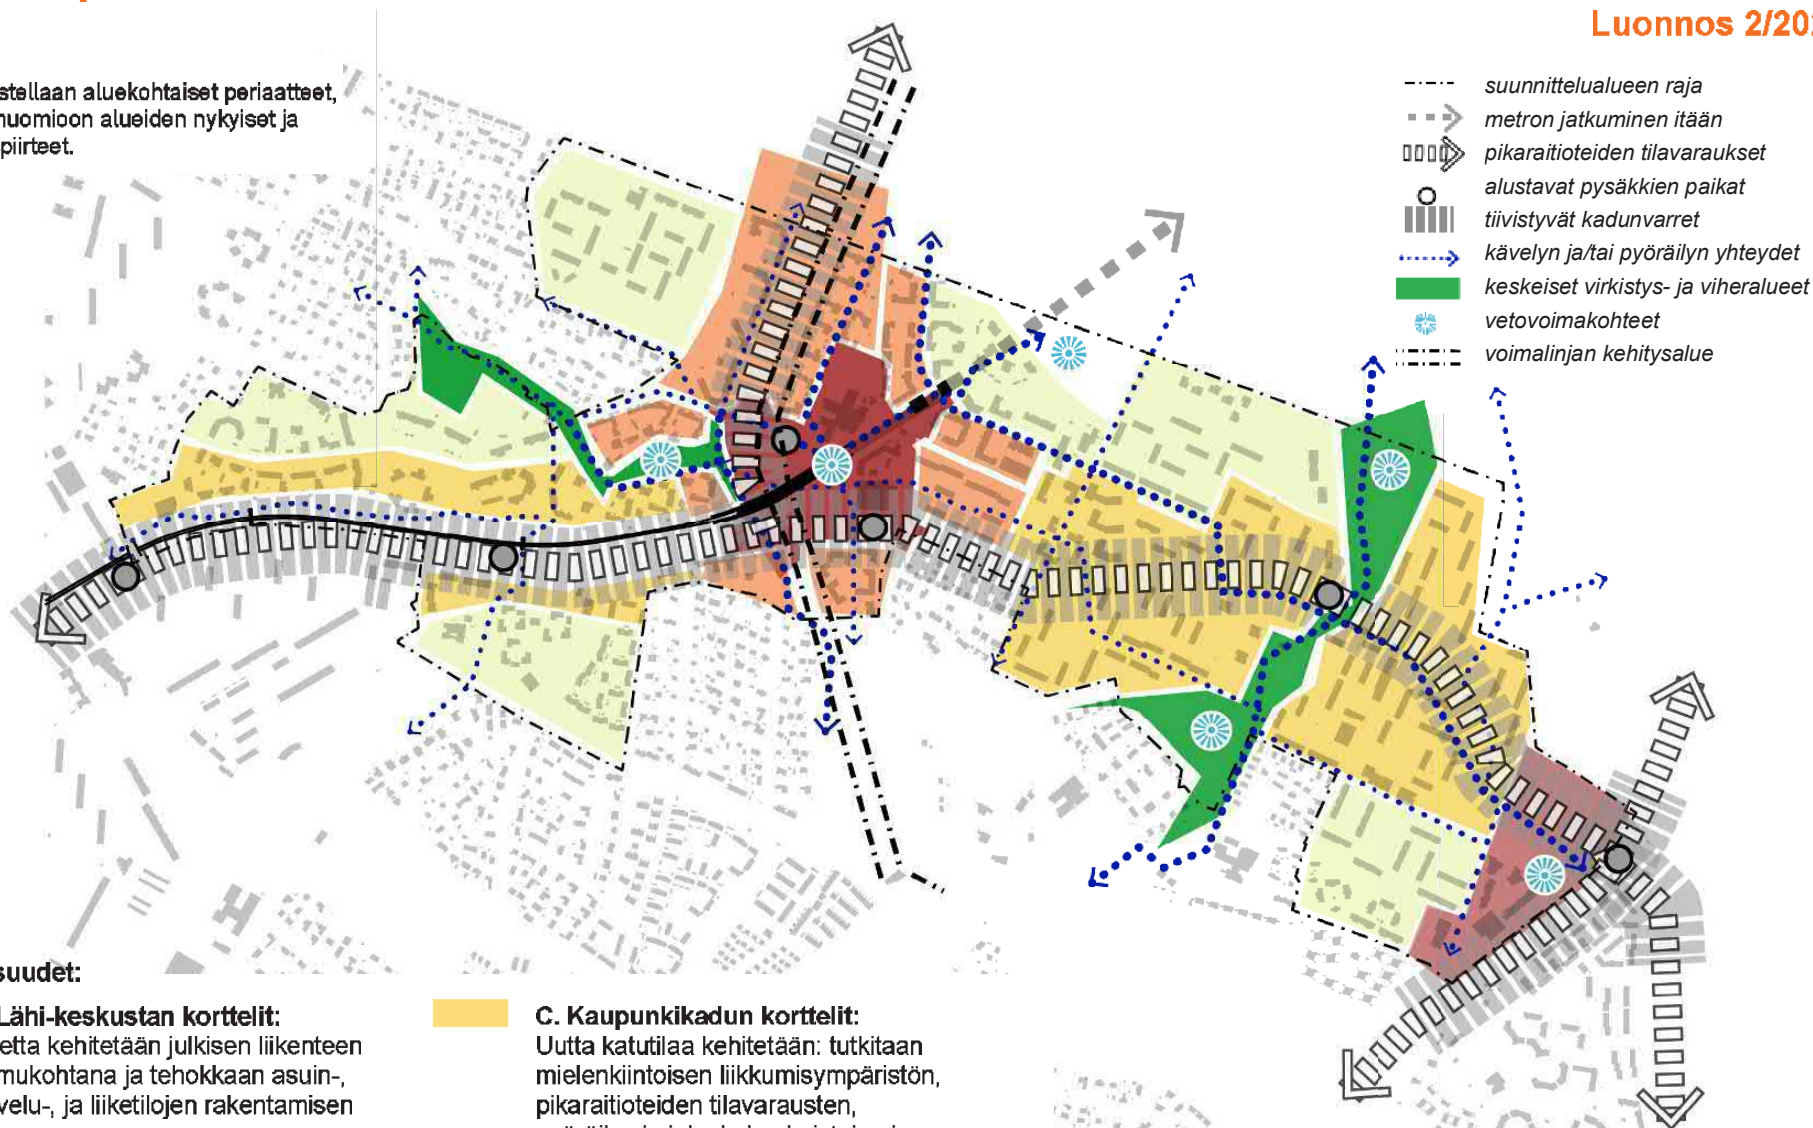 Luonnos 2/20
stellaan aluekohtaiset periaatteet,
huomioon alueiden nykyiset ja
piirteet.
suunnittelualueen raja
metron jatkuminen itään
pikaraitioteiden tilavaraukset
alustavat pysäkkien paikat
tiivistyvät kadunvarret
kävelyn ja/tai pyöräilyn yhteydet
keskeiset virkistys- ja viheralueet
vetovoimakohteet
voimalinjan kehitysalue
suudet:
Lähi-keskustan korttelit:
etta kehitetään julkisen liikenteen
mukohtana ja tehokkaan asuin-,
velu-, ja liiketilojen rakentamisen
C. Kaupunkikadun korttelit:
Uutta katutilaa kehitetään: tutkitaan
mielenkiintoisen liikkumisympäristön,
pikaraitioteiden tilavarausten,